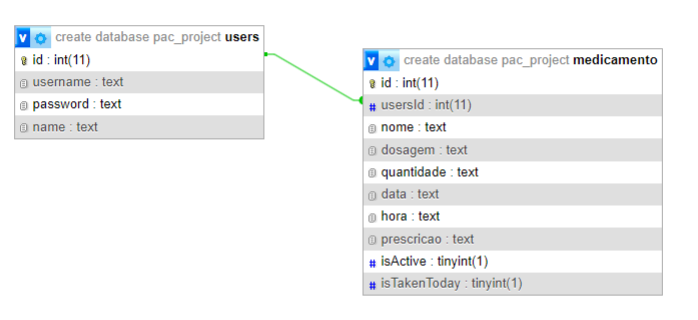 v create database pac_project users
id : int(11)
username : text
password : text
name : text
v create database pac_project medicamento
id : int(11)
# usersId : int(11)
nome : text
dosagem : text
quantidade : text
data : text
hora : text
prescricao : text
# isActive : tinyint(1)
# isTakenToday : tinyint(1)